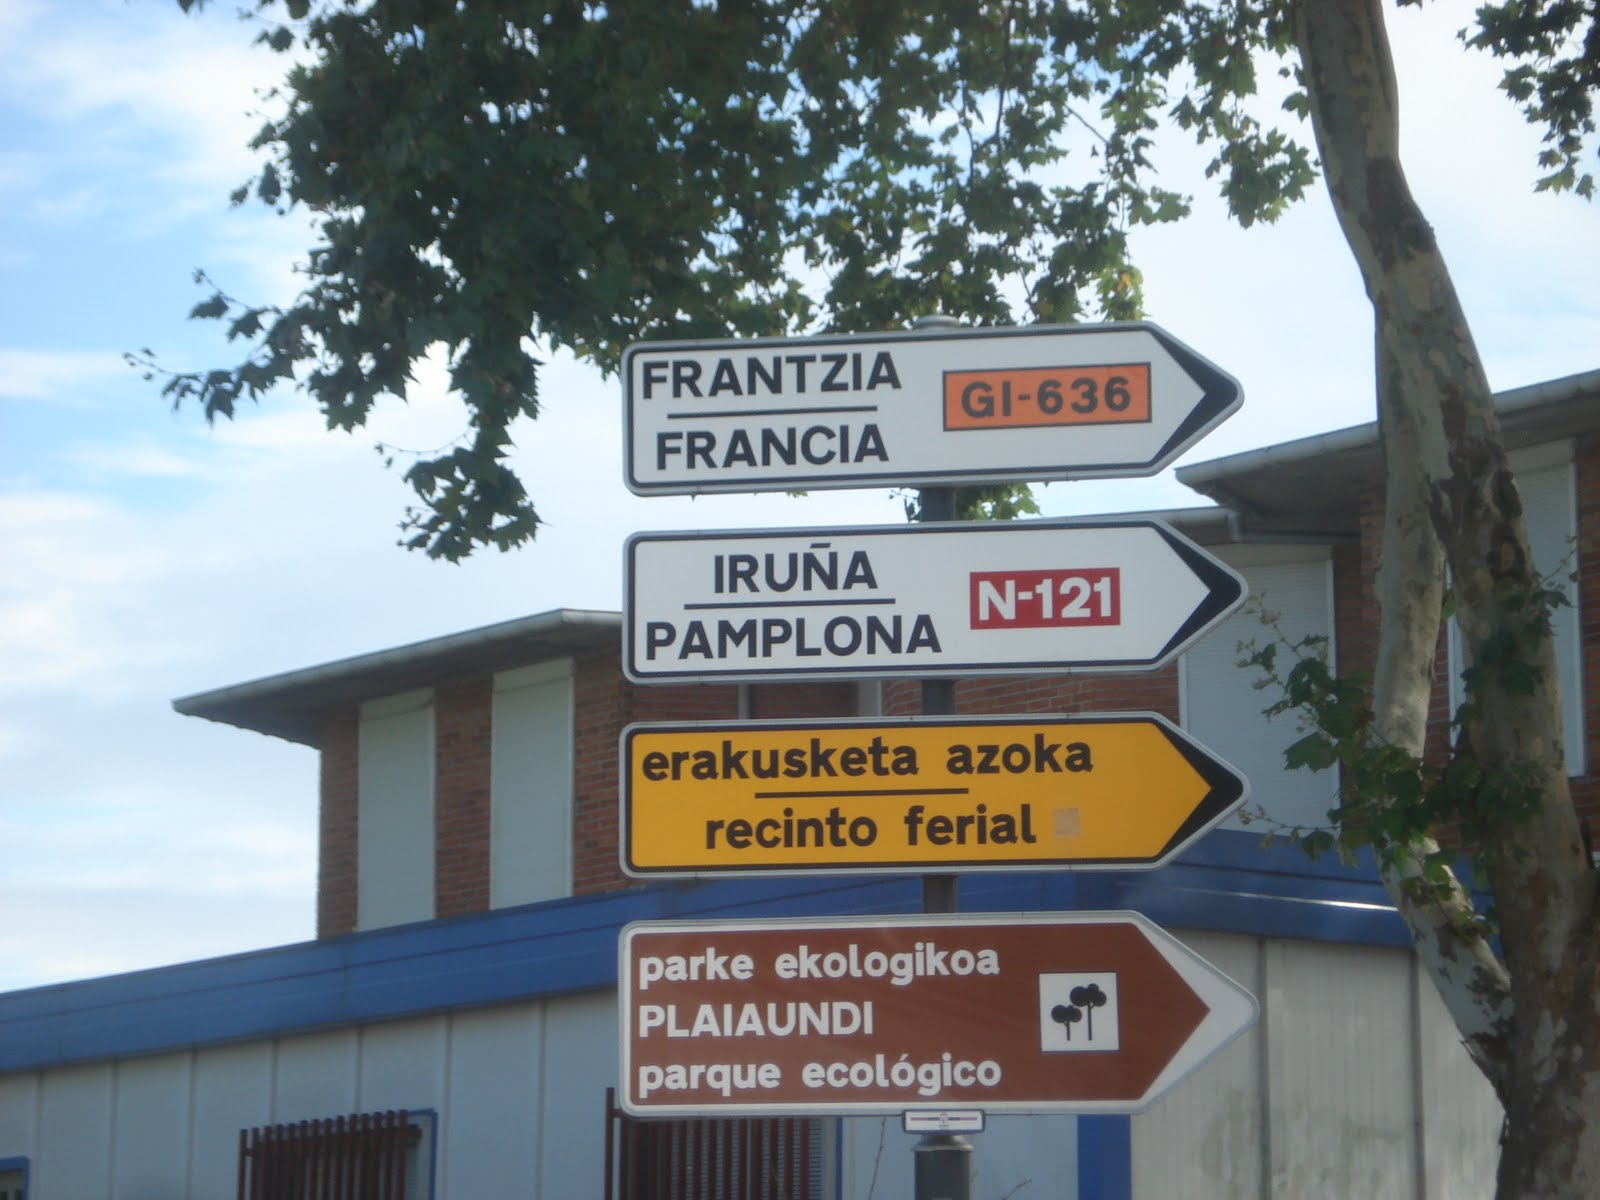 FRANTZIA
FRANCIA
GI-636
IRUÑA
PAMPLONA
N-121
erakusketa azoka
recinto ferial
parke ekologikoa
PLAIAUNDI
parque ecológico